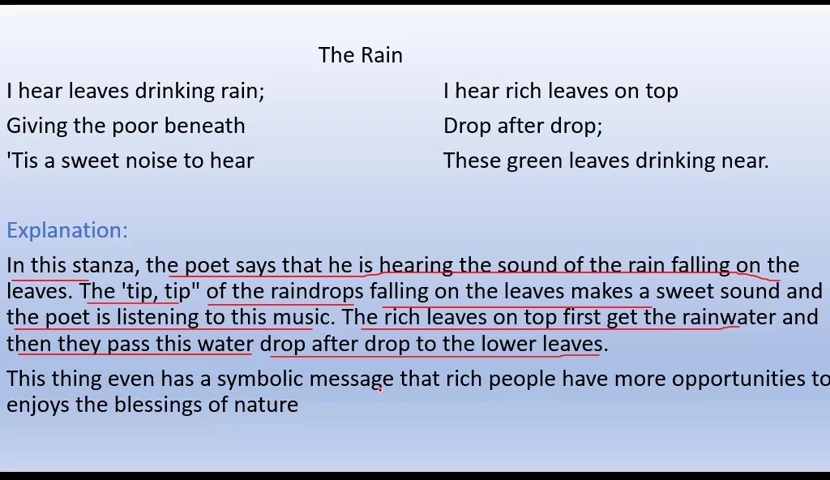 The Rain
I hear leaves drinking rain; I hear rich leaves on top
Giving the poor beneath Drop after drop;
'Tis a sweet noise to hear These green leaves drinking near.
Explanation:
In this stanza, the poet says that he is hearing the sound of the rain falling on the
leaves. The 'tip, tip" of the raindrops falling on the leaves makes a sweet sound and
the poet is listening to this music. The rich leaves on top first get the rainwater and
then they pass this water drop after drop to the lower leaves.
This thing even has a symbolic message that rich people have more opportunities to
enjoys the blessings of nature